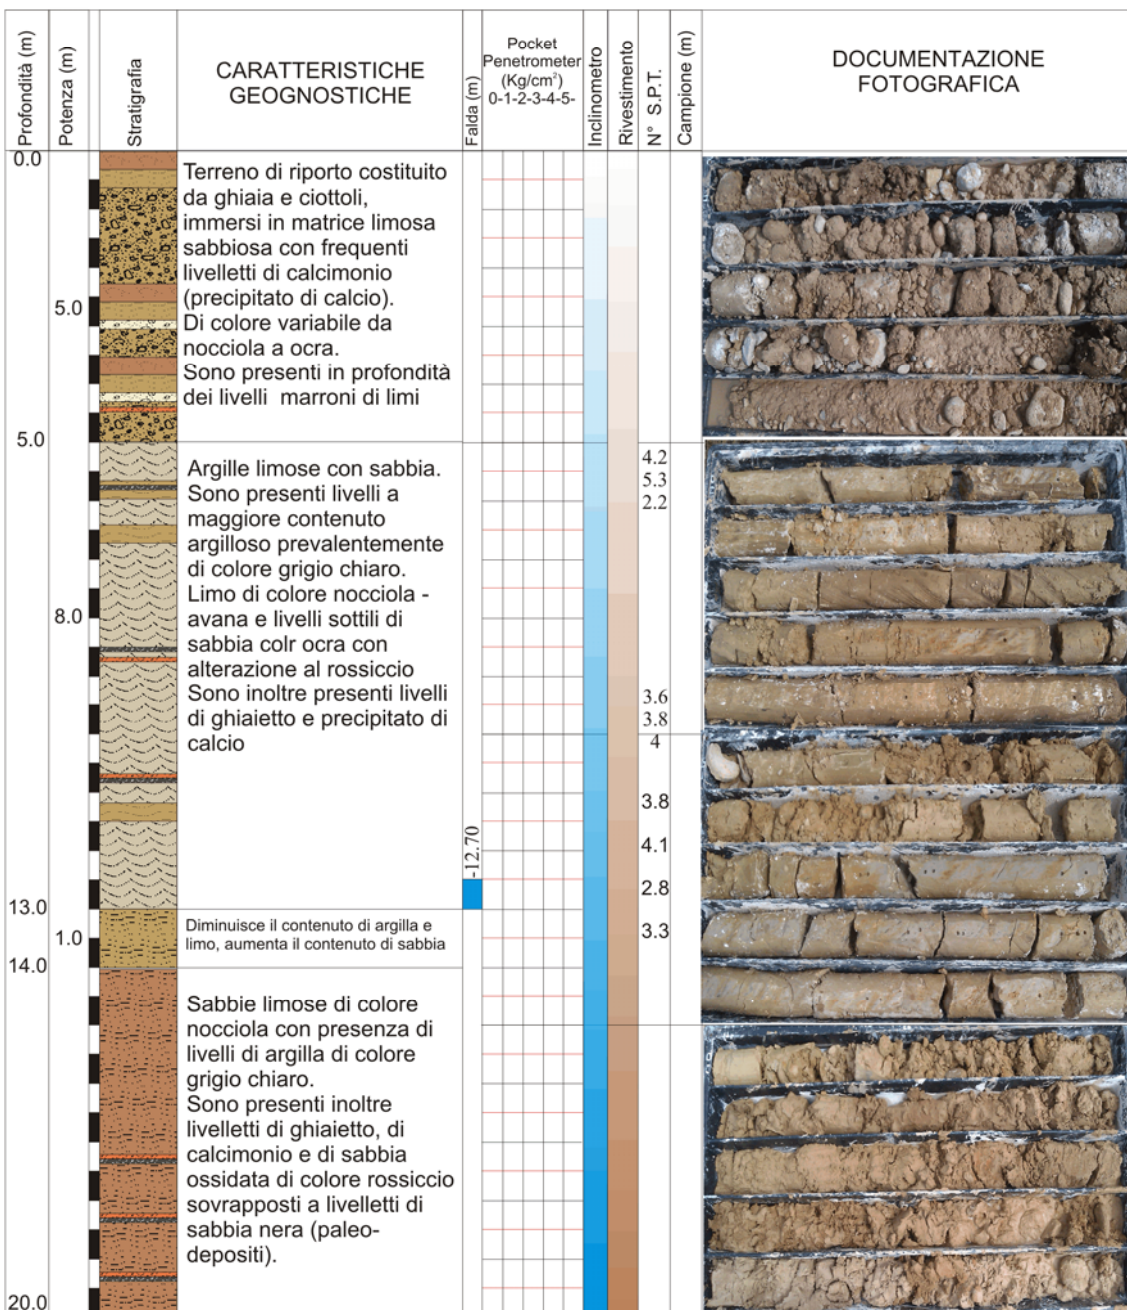 Profondità (m)
Potenza (m)
Stratigrafia
CARATTERISTICHE
GEOGNOSTICHE
Falda (m)
Pocket
Penetrometer
(Kg/cm²)
0-1-2-3-4-5-
Inclinometro
Rivestimento
N° S.P.T.
Campione (m)
DOCUMENTAZIONE
FOTOGRAFICA
0.0
Terreno di riporto costituito
da ghiaia e ciottoli,
immersi in matrice limosa
sabbiosa con frequenti
livelletti di calcimonio
(precipitato di calcio).
Di colore variabile da
nocciola a ocra.
Sono presenti in profondità
dei livelli marroni di limi
5.0
5.0
Argille limose con sabbia.
Sono presenti livelli a
maggiore contenuto
argilloso prevalentemente
di colore grigio chiaro.
Limo di colore nocciola -
avana e livelli sottili di
sabbia colr ocra con
alterazione al rossiccio
Sono inoltre presenti livelli
di ghiaietto e precipitato di
calcio
8.0
4.2
5.3
2.2
3.6
3.8
4
3.8
4.1
2.8
3.3
-12.70
13.0
Diminuisce il contenuto di argilla e
limo, aumenta il contenuto di sabbia
1.0
14.0
Sabbie limose di colore
nocciola con presenza di
livelli di argilla di colore
grigio chiaro.
Sono presenti inoltre
livelletti di ghiaietto, di
calcimonio e di sabbia
ossidata di colore rossiccio
sovrapposti a livelletti di
sabbia nera (paleo-
depositi).
20.0